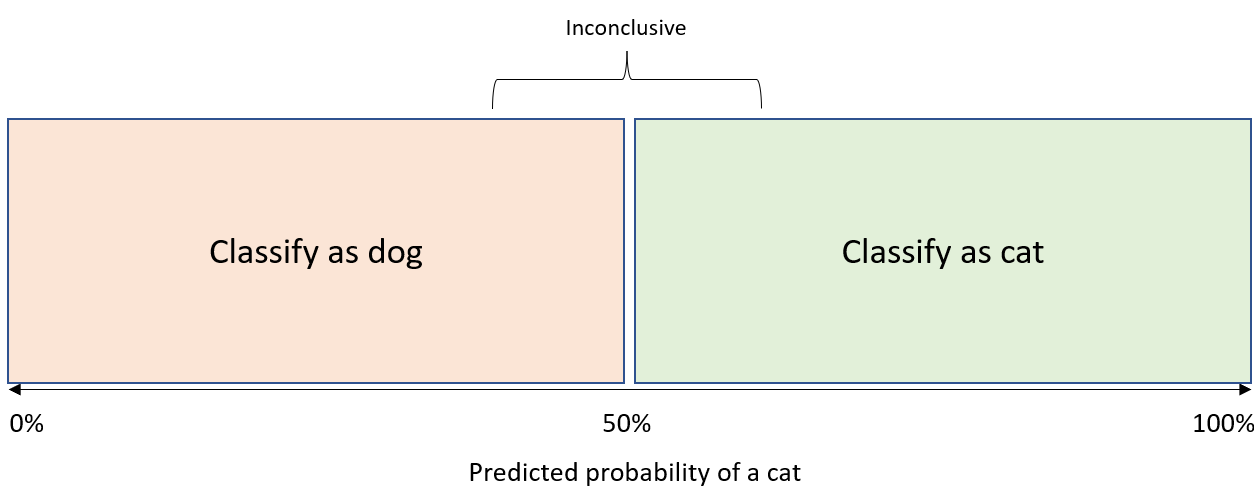 Inconclusive
Classify as dog
Classify as cat
0%
50%
100%
Predicted probability of a cat